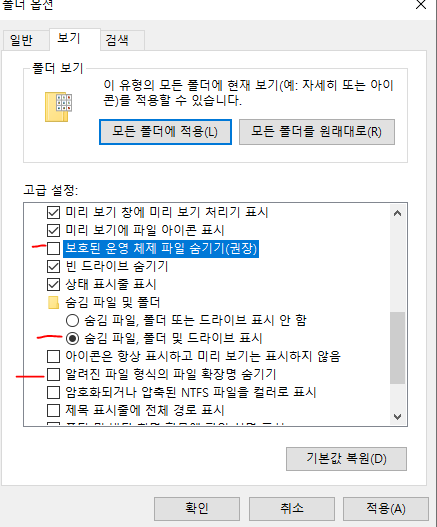 폴더 옵션
일반
보기
검색
폴더 보기
이 유형의 모든 폴더에 현재 보기(예: 자세히 또는 아이
콘)를 적용할 수 있습니다.
모든 폴더에 적용(L)
모든 폴더를 원래대로(R)
고급 설정:
미리 보기 창에 미리 보기 처리기 표시
미리 보기에 파일 아이콘 표시
보호된 운영 체제 파일 숨기기(권장)
빈 드라이브 숨기기
상태 표시줄 표시
숨김 파일 및 폴더
숨김 파일, 폴더 또는 드라이브 표시 안 함
숨김 파일, 폴더 및 드라이브 표시
아이콘은 항상 표시하고 미리 보기는 표시하지 않음
알려진 파일 형식의 파일 확장명 숨기기
암호화되거나 압축된 NTFS 파일을 컬러로 표시
제목 표시줄에 전체 경로 표시
기본값 복원(D)
확인
취소
적용(A)